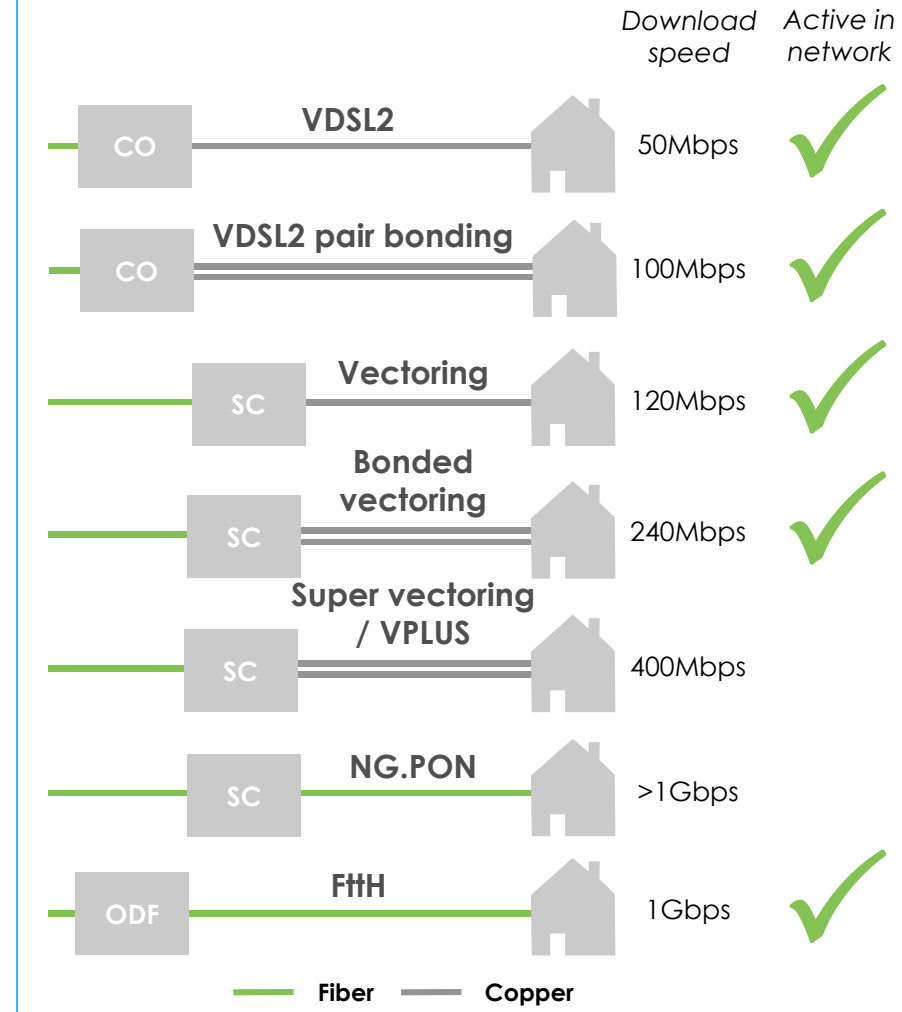 Download Active in
speed network
VDSL2
CO
50Mbps
VDSL2 pair bonding
CO
100Mbps
Vectoring
SC
120Mbps
Bonded
vectoring
SC
240Mbps
Super vectoring
/ VPLUS
SC
400Mbps
NG.PON
SC
>1Gbps
FttH
ODF
1Gbps
Fiber Copper